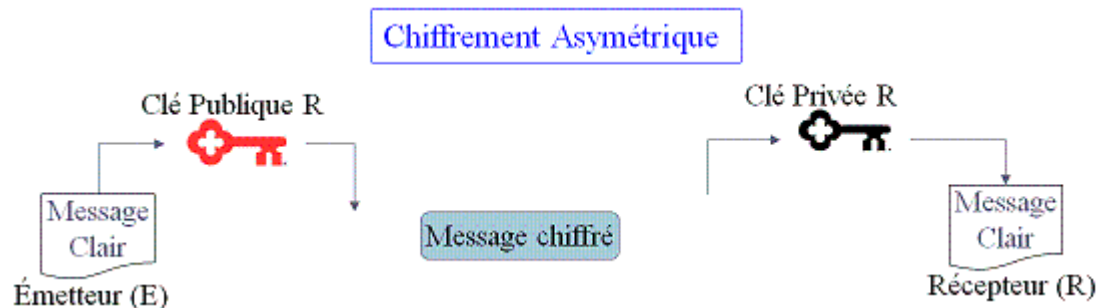 Chiffrement Asymétrique
Clé Publique R
Clé Privée R
Message
Clair
Émetteur (E)
Message chiffré
Message
Clair
Récepteur (R)